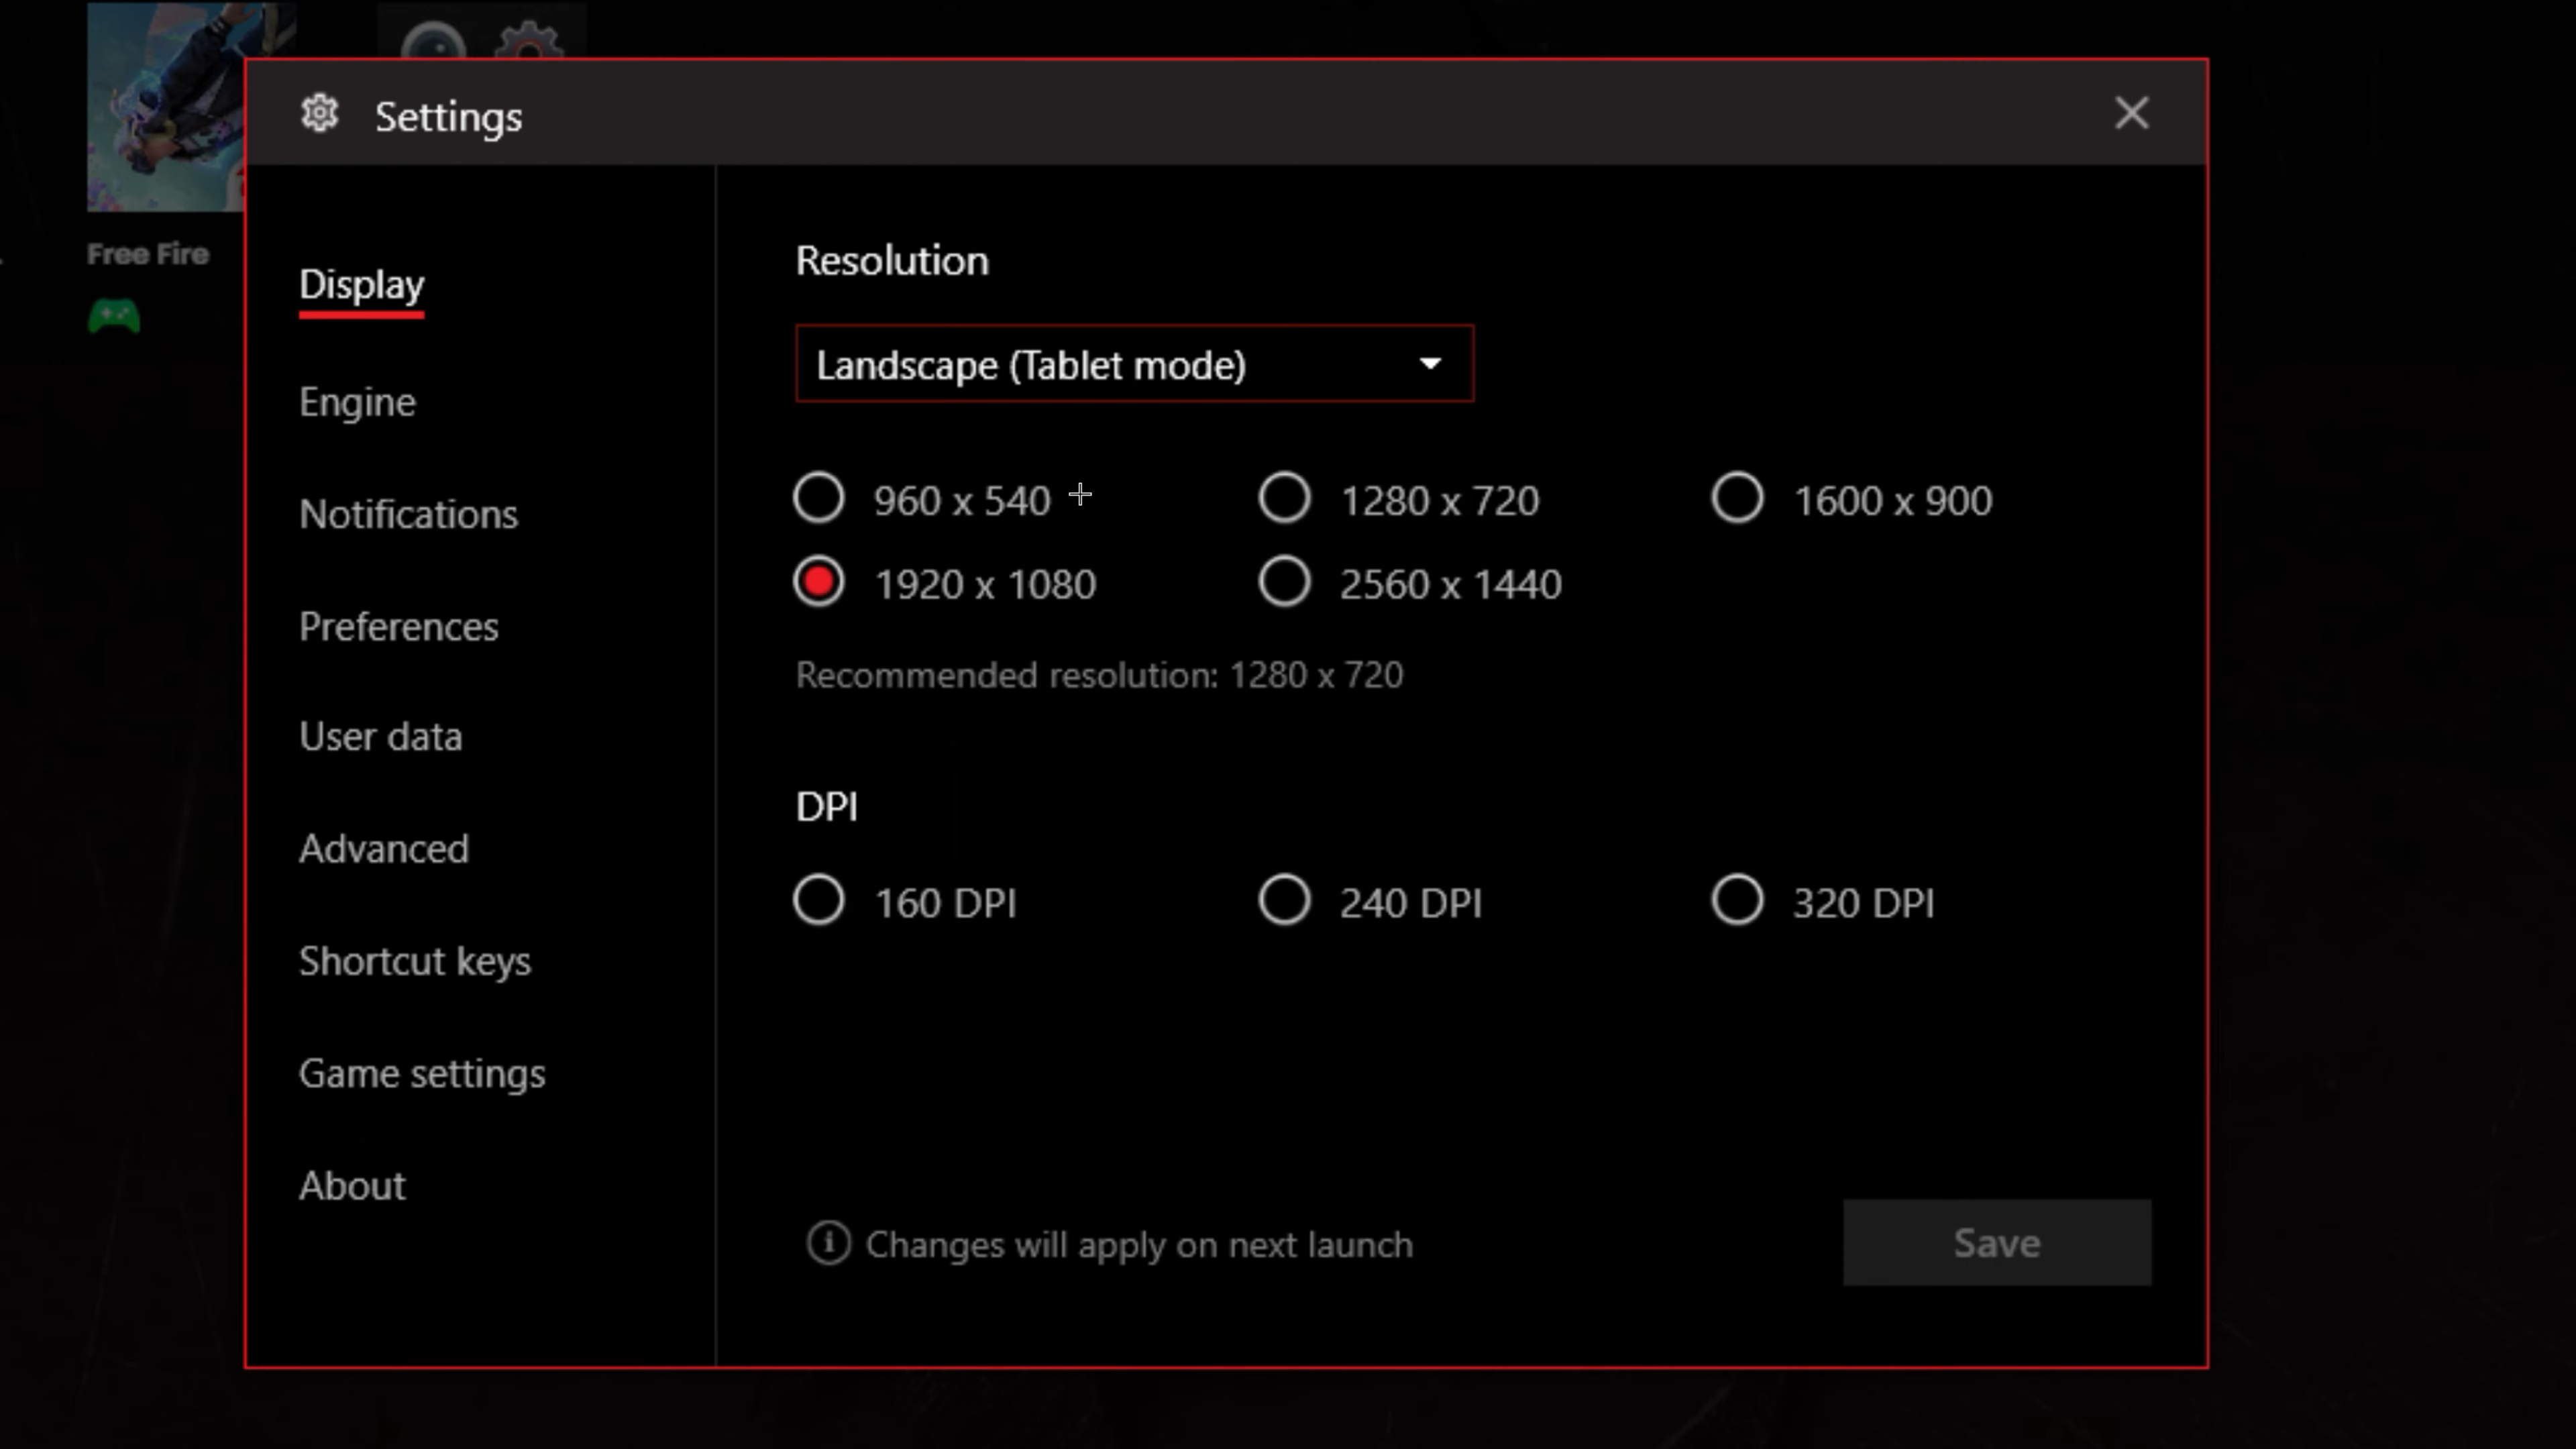 Settings
Free Fire
Display
Engine
Notifications
Preferences
User data
Advanced
Shortcut keys
Game settings
About
Resolution
Landscape (Tablet mode)
960 x 540
1280 x 720
1600 x 900
1920 x 1080
2560 x 1440
Recommended resolution: 1280 x 720
DPI
160 DPI
240 DPI
320 DPI
Changes will apply on next launch
Save